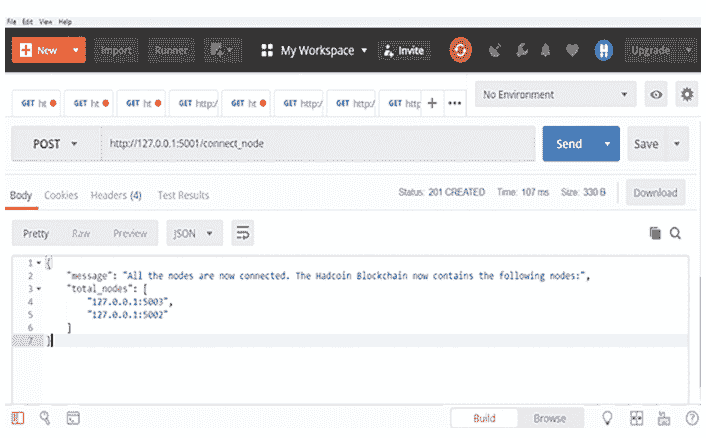 File Edit View Help
New Import Runner My Workspace Invite Upgrade
GET ht GET ht GET ht GET http:/ GET ht GET http:/ GET http:/ GET http + ••• No Environment
POST http://127.0.0.1:5001/connect_node Send Save
Body Cookies Headers (4) Test Results Status: 201 CREATED Time: 107 ms Size: 330 B Download
Pretty Raw Preview JSON
1 {
2 "message": "All the nodes are now connected. The Hadcoin Blockchain now contains the following nodes:",
3 "total_nodes": [
4 "127.0.0.1:5003",
5 "127.0.0.1:5002"
6 ]
7 }
Build Browse